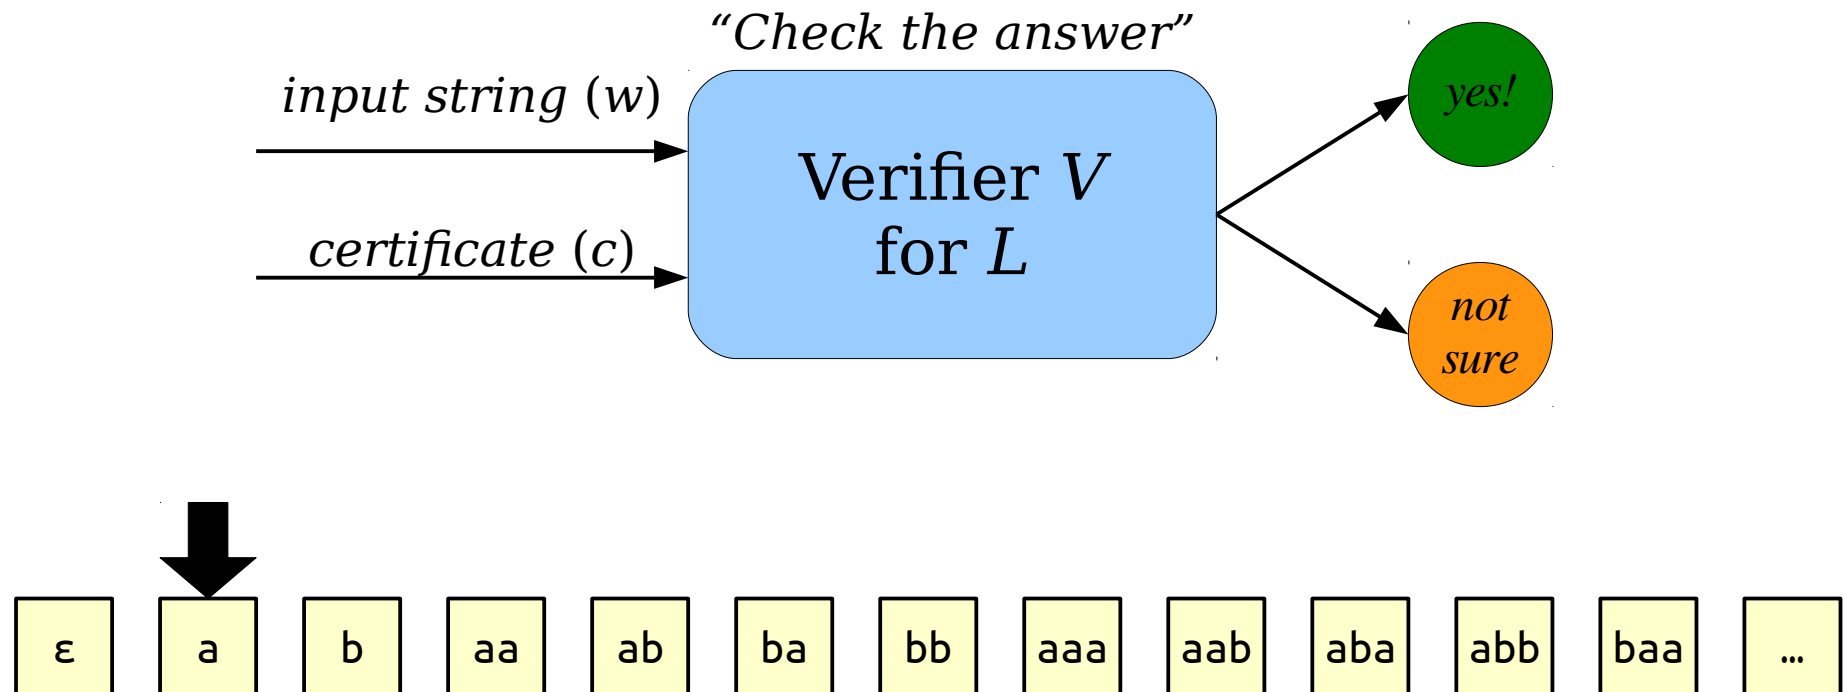 “Check the answer”
input string (w)
certificate (c)
Verifier V
for L
yes!
not
sure
ε a b aa ab ba bb aaa aab aba abb baa …